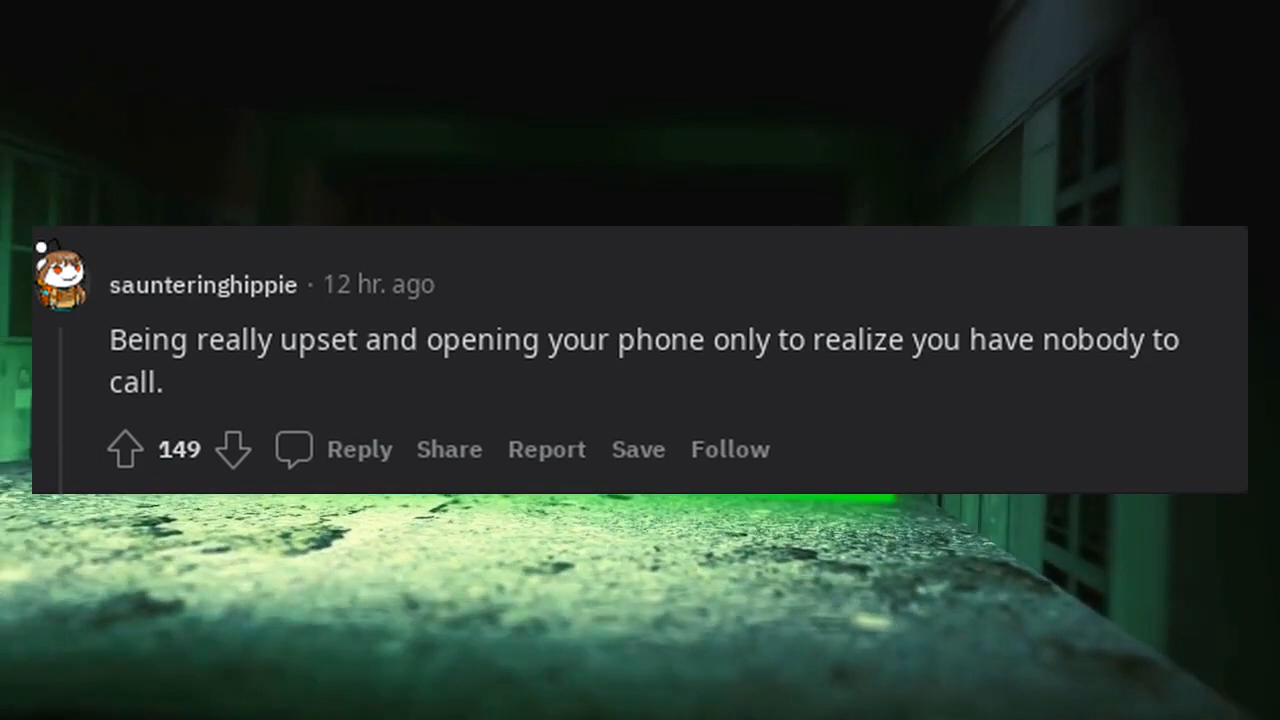 saunteringhippie · 12 hr. ago
Being really upset and opening your phone only to realize you have nobody to
call.
149 Reply Share Report Save Follow